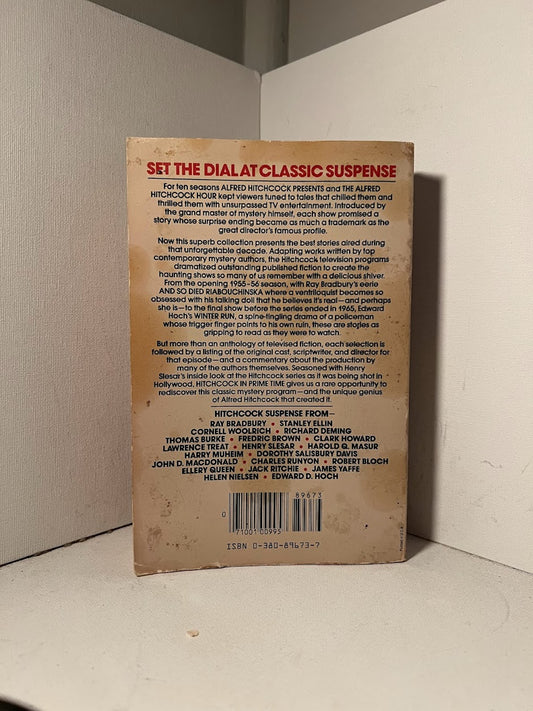 SET THE DIAL AT CLASSIC SUSPENSE
For ten seasons ALFRED HITCHCOCK PRESENTS and THE ALFRED
HITCHCOCK HOUR kept viewers tuned to tales that chilled them and
thrilled them with unsurpassed TV entertainment. Introduced by
the grand master of mystery himself, each show promised a
story whose surprise ending became as much a trademark as the
great director's famous profile.
Now this superb collection presents the best stories aired during
that unforgettable decade. Adapting works written by top
contemporary mystery authors, the Hitchcock television programs
dramatized outstanding published fiction to create the
haunting shows so many of us remember with a delicious shiver.
From the opening 1955-56 season, with Ray Bradbury's eerie
AND SO DIED RIABOUCHINSKA where a ventriloquist becomes so
obsessed with his talking doll that he believes it's real—and perhaps
she is—to the final show before the series ended in 1965, Edward
Hoch's WINTER RUN, a spine-tingling drama of a policeman
whose trigger finger points to his own ruin, these are stories as
gripping to read as they were to watch.
But more than an anthology of televised fiction, each selection is
followed by a listing of the original cast, scriptwriter, and director for
that episode—and a commentary about the production by
many of the authors themselves. Seasoned with Henry
Slesar's inside look at the Hitchcock series as it was being shot in
Hollywood, HITCHCOCK IN PRIME TIME gives us a rare opportunity to
rediscover this classic mystery program—and the unique genius
of Alfred Hitchcock that created it.
HITCHCOCK SUSPENSE FROM—
RAY BRADBURY • STANLEY ELLIN
CORNELL WOOLRICH • RICHARD DEMING
THOMAS BURKE • FREDRIC BROWN • CLARK HOWARD
LAWRENCE TREAT • HENRY SLESAR • HAROLD Q. MASUR
HARRY MUHEIM • DOROTHY SALISBURY DAVIS
JOHN D. MACDONALD • CHARLES RUNYON • ROBERT BLOCH
ELLERY QUEEN • JACK RITCHIE • JAMES YAFFE
HELEN NIELSEN • EDWARD D. HOCH
89673
0 71001 00995
ISBN 0-380-89673-7